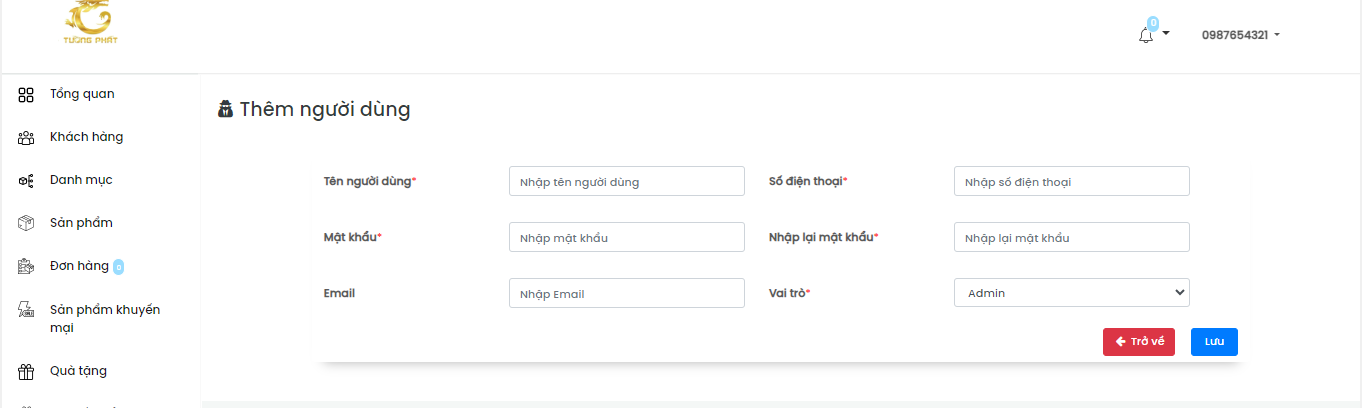 TƯỜNG PHÁT
0
0987654321
Tổng quan
Khách hàng
Danh mục
Sản phẩm
Đơn hàng 0
Sản phẩm khuyến
mại
Quà tặng
Thêm người dùng
Tên người dùng* Nhập tên người dùng Số điện thoại* Nhập số điện thoại
Mật khẩu* Nhập mật khẩu Nhập lại mật khẩu* Nhập lại mật khẩu
Email Nhập Email Vai trò* Admin
Trở về Lưu